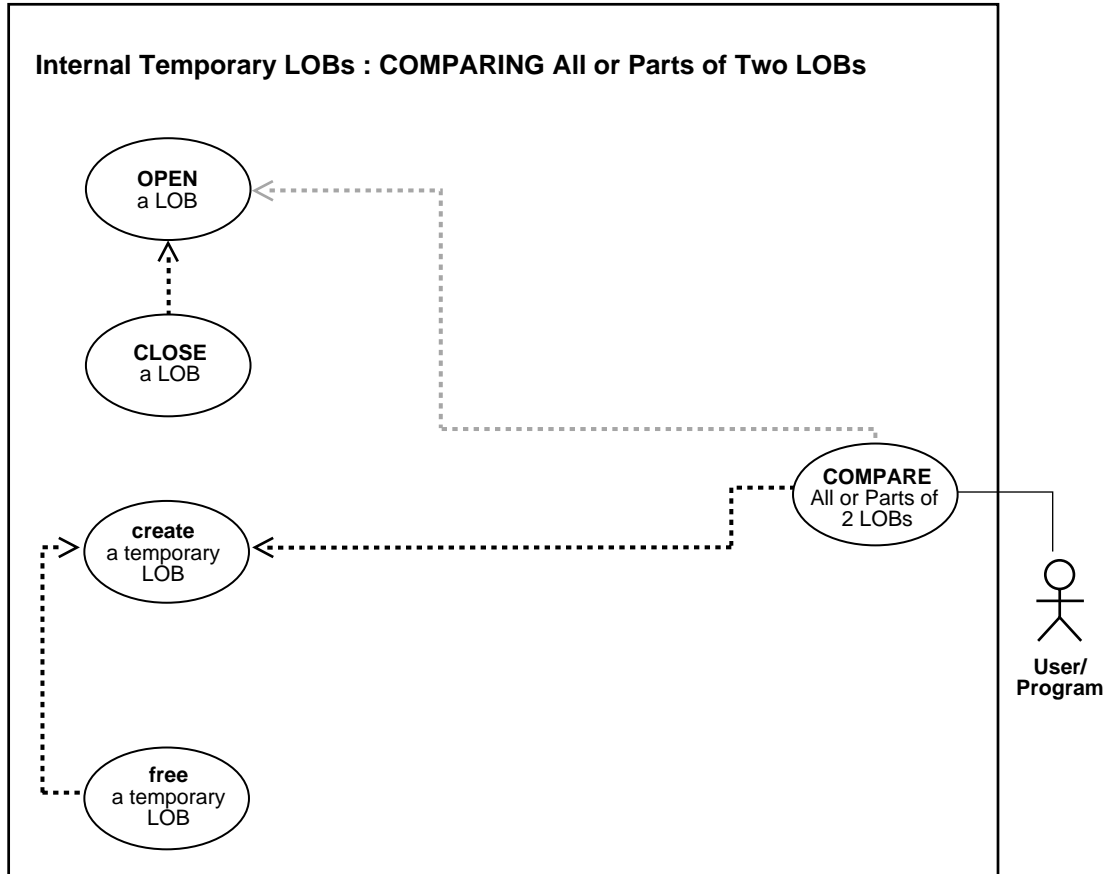 Internal Temporary LOBs : COMPARING All or Parts of Two LOBs
OPEN
a LOB
CLOSE
a LOB
COMPARE
All or Parts of
2 LOBs
create
a temporary
LOB
User/
Program
free
a temporary
LOB